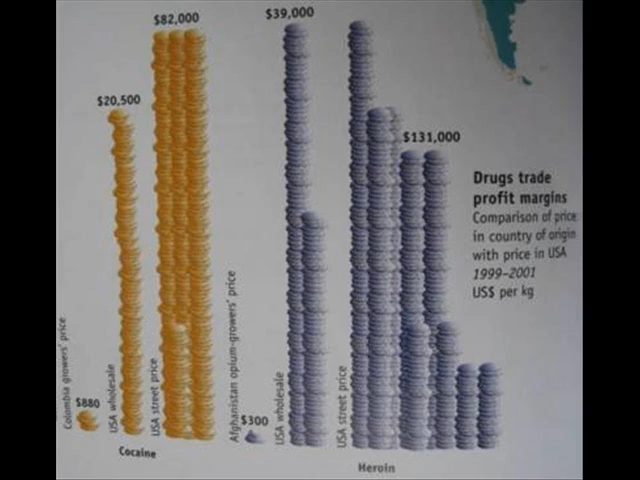 $82,000
$39,000
$20,500
$131,000
Drugs trade
profit margins
Comparison of price
in country of origin
with price in USA
1999–2001
US$ per kg
Colombia growers' price
$880
USA wholesale
USA street price
Afghanistan opium-growers' price
$300
USA wholesale
USA street price
Cocaine
Heroin